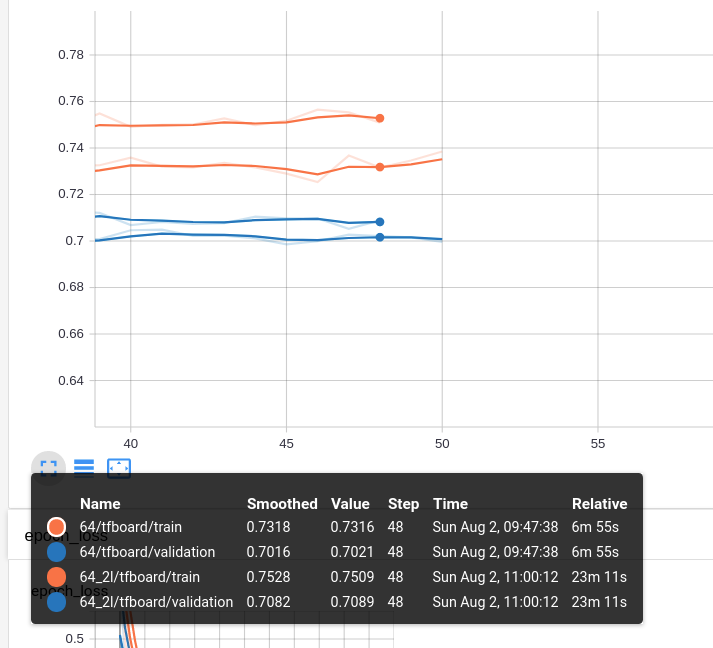 0.78
0.76
0.74
0.72
0.7
0.68
0.66
0.64
40 45 50 55
Name Smoothed Value Step Time Relative
64/tfboard/train 0.7318 0.7316 48 Sun Aug 2, 09:47:38 6m 55s
epoch_loss
64/tfboard/validation 0.7016 0.7021 48 Sun Aug 2, 09:47:38 6m 55s
64_2l/tfboard/train 0.7528 0.7509 48 Sun Aug 2, 11:00:12 23m 11s
epoch_loss
64_2l/tfboard/validation 0.7082 0.7089 48 Sun Aug 2, 11:00:12 23m 11s
0.5